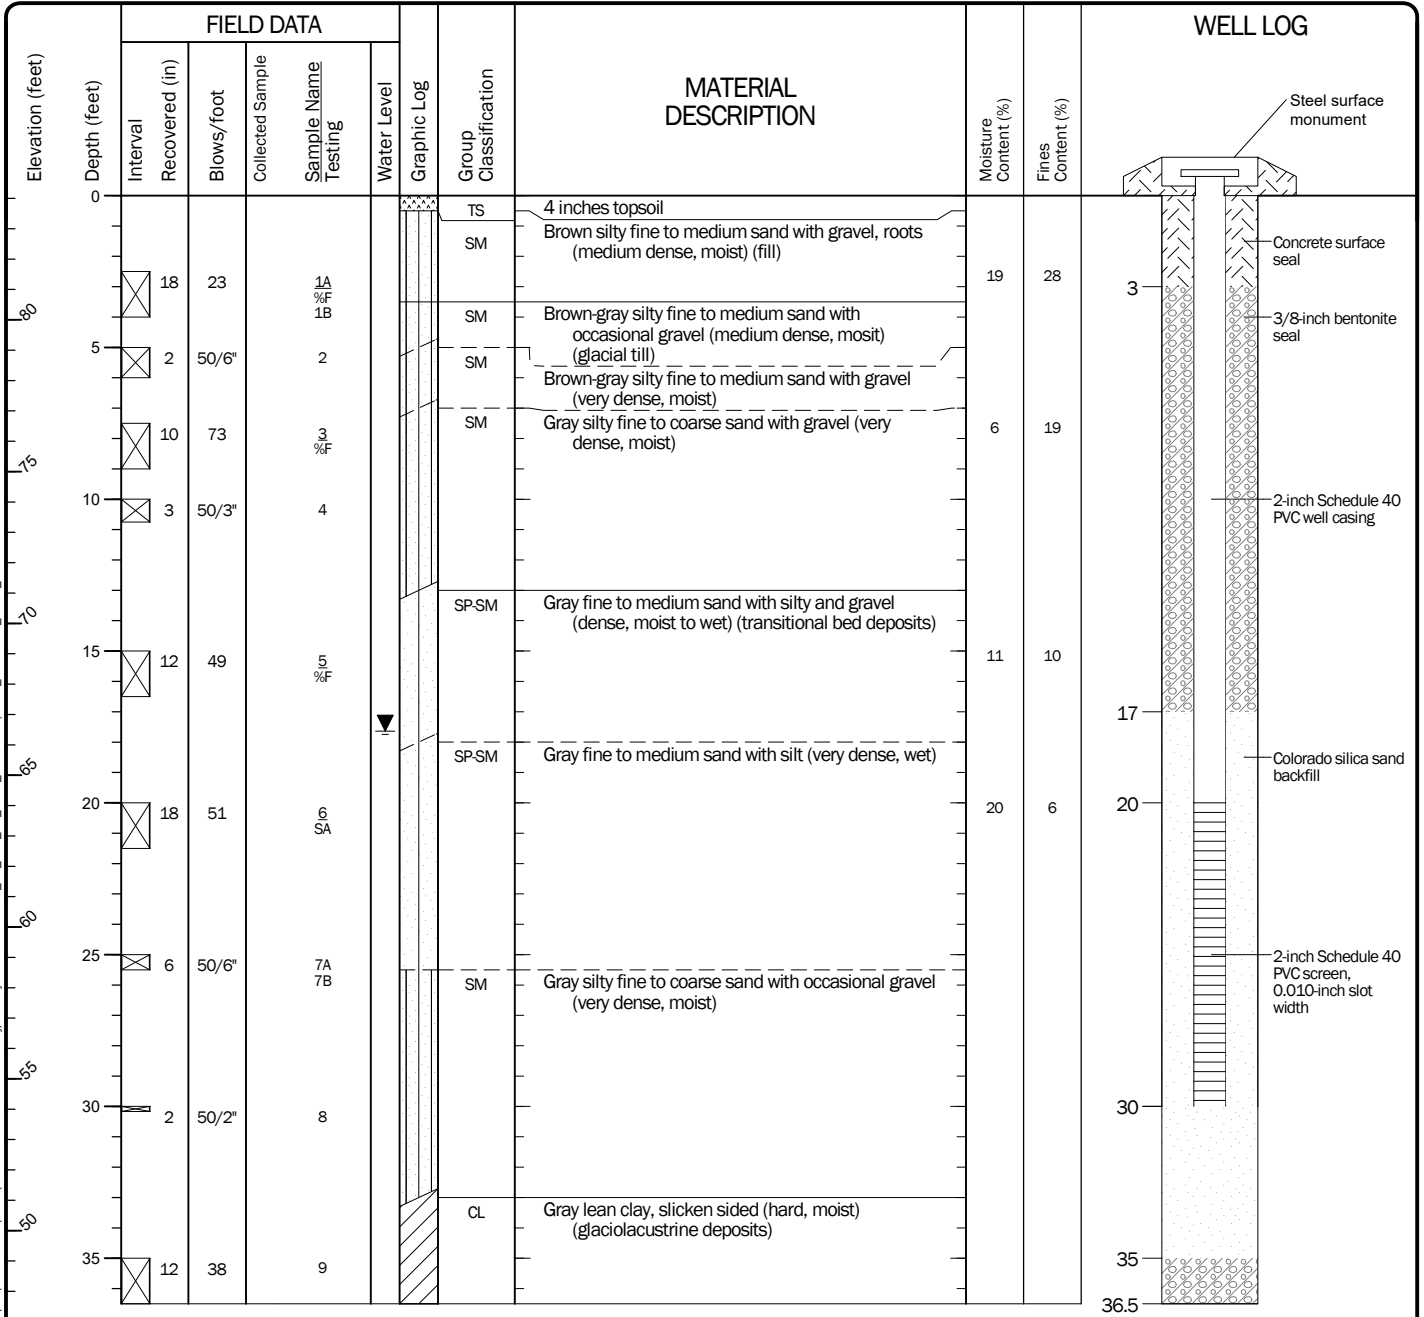 FIELD DATA
WELL LOG
Elevation (feet)
Depth (feet)
Interval
Recovered (in)
Blows/foot
Collected Sample
Sample Name
Testing
Water Level
Graphic Log
Group
Classification
MATERIAL
DESCRIPTION
Moisture
Content (%)
Fines
Content (%)
Steel surface
monument
0
TS
4 inches topsoil
SM
Brown silty fine to medium sand with gravel, roots
(medium dense, moist) (fill)
Concrete surface
seal
18
23
1A
%F
1B
19
28
3
80
SM
Brown-gray silty fine to medium sand with
occasional gravel (medium dense, mosit)
(glacial till)
3/8-inch bentonite
seal
5
2
50/6"
2
SM
Brown-gray silty fine to medium sand with gravel
(very dense, moist)
SM
Gray silty fine to coarse sand with gravel (very
dense, moist)
10
73
3
%F
6
19
75
10
3
50/3"
4
2-inch Schedule 40
PVC well casing
70
SP-SM
Gray fine to medium sand with silty and gravel
(dense, moist to wet) (transitional bed deposits)
15
12
49
5
%F
11
10
17
65
SP-SM
Gray fine to medium sand with silt (very dense, wet)
Colorado silica sand
backfill
20
18
51
6
SA
20
6
20
60
25
6
50/6"
7A
7B
SM
Gray silty fine to coarse sand with occasional gravel
(very dense, moist)
2-inch Schedule 40
PVC screen,
0.010-inch slot
width
55
30
2
50/2"
8
30
50
CL
Gray lean clay, slicken sided (hard, moist)
(glaciolacustrine deposits)
35
12
38
9
35
36.5